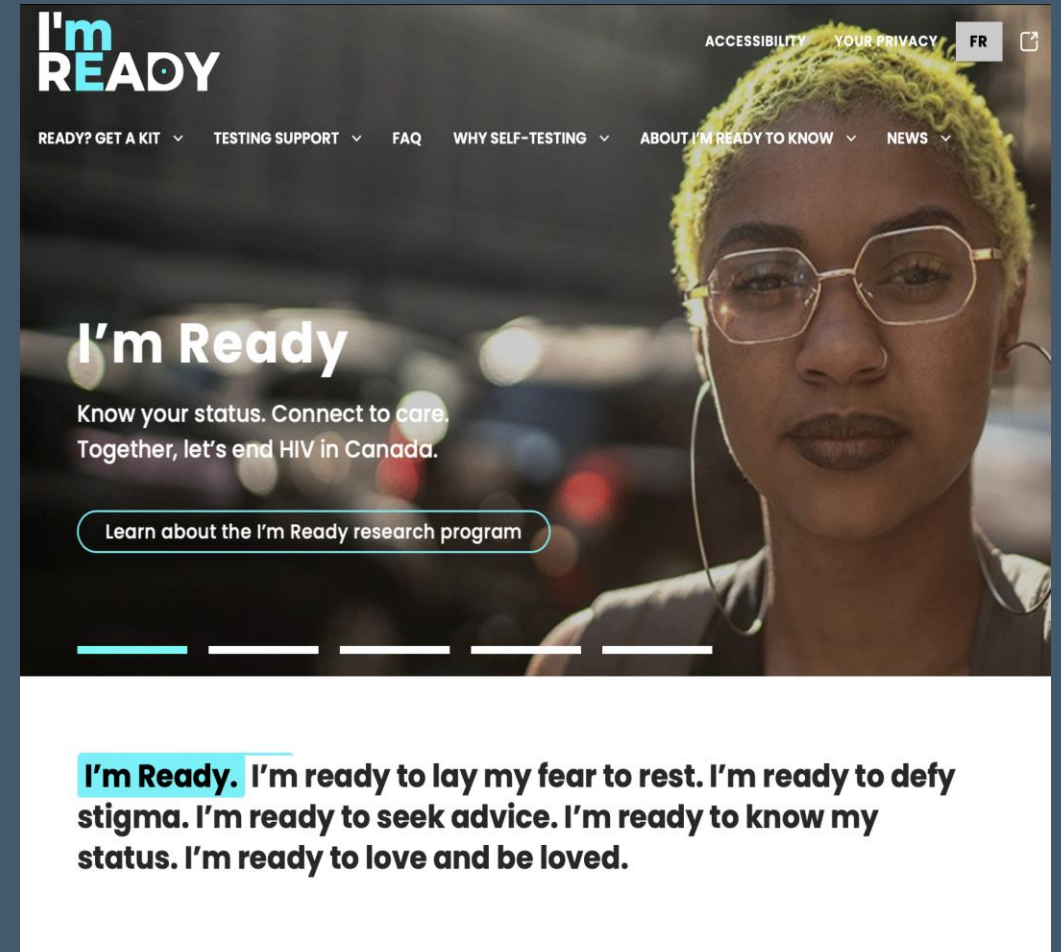 I'm
READY
ACCESSIBILITY YOUR PRIVACY FR
READY? GET A KIT TESTING SUPPORT FAQ WHY SELF-TESTING ABOUT I'M READY TO KNOW NEWS
I'm Ready
Know your status. Connect to care.
Together, let's end HIV in Canada.
Learn about the I'm Ready research program
I'm Ready. I'm ready to lay my fear to rest. I'm ready to defy
stigma. I'm ready to seek advice. I'm ready to know my
status. I'm ready to love and be loved.